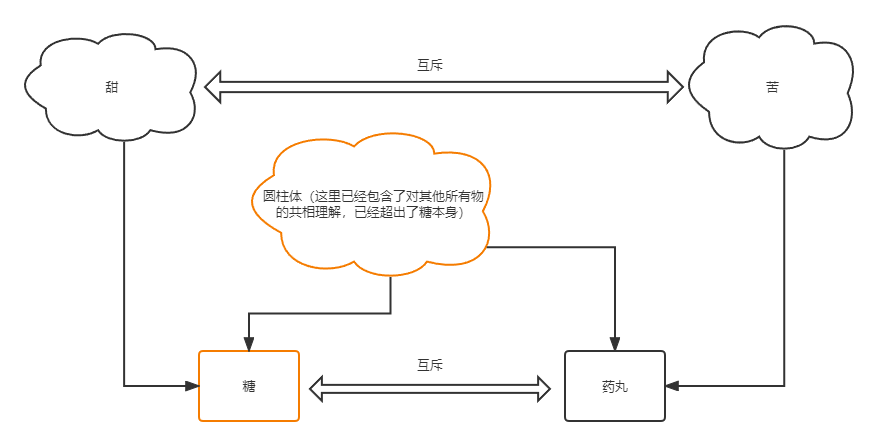 互斥
甜
苦
圆柱体（这里已经包含了对其他所有物
的共相理解，已经超出了糖本身）
互斥
糖
药丸